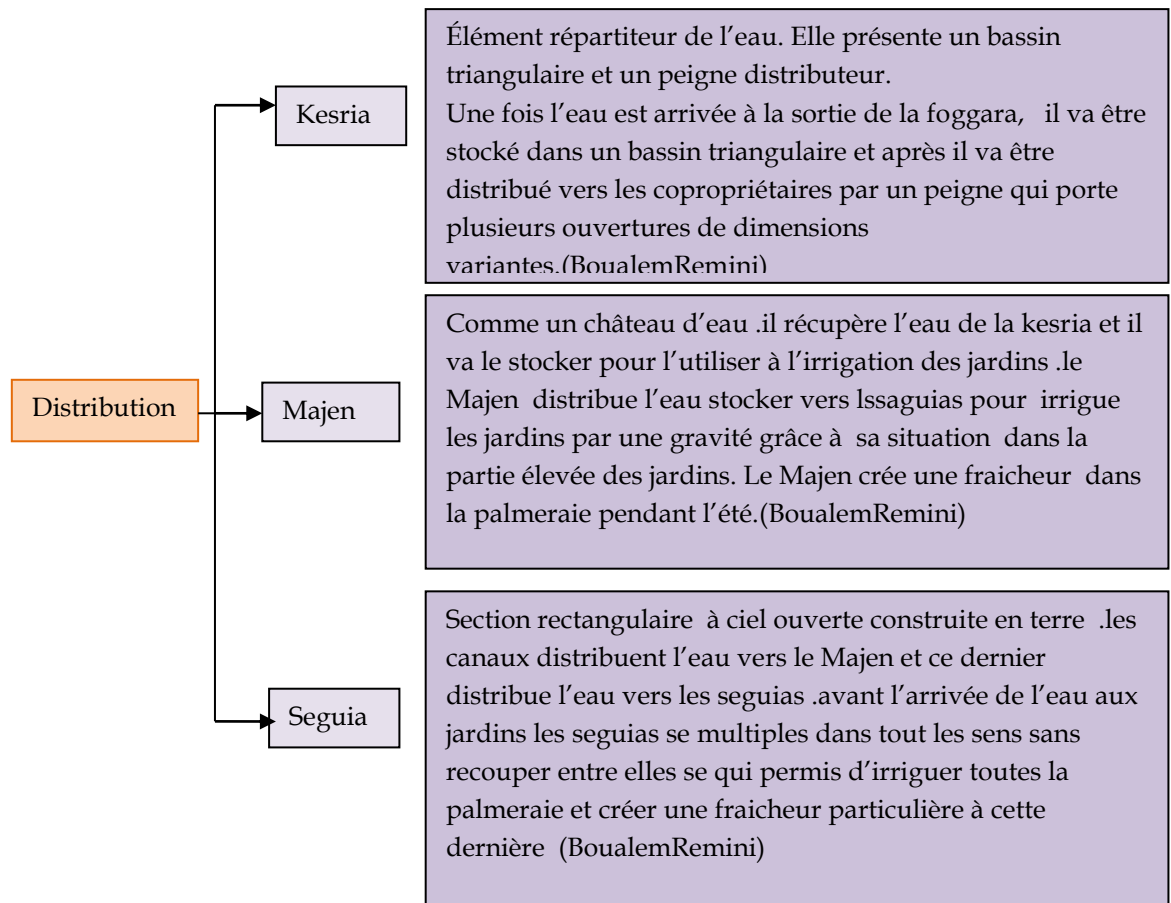 Distribution
Kesria
Élément répartiteur de l’eau. Elle présente un bassin
triangulaire et un peigne distributeur.
Une fois l’eau est arrivée à la sortie de la foggara, il va être
stocké dans un bassin triangulaire et après il va être
distribué vers les copropriétaires par un peigne qui porte
plusieurs ouvertures de dimensions
variantes.(BoualemRemini)
Majen
Comme un château d’eau .il récupère l’eau de la kesria et il
va le stocker pour l’utiliser à l’irrigation des jardins .le
Majen distribue l’eau stocker vers lssaguias pour irrigue
les jardins par une gravité grâce à sa situation dans la
partie élevée des jardins. Le Majen crée une fraicheur dans
la palmeraie pendant l’été.(BoualemRemini)
Seguia
Section rectangulaire à ciel ouverte construite en terre .les
canaux distribuent l’eau vers le Majen et ce dernier
distribue l’eau vers les seguias .avant l’arrivée de l’eau aux
jardins les seguias se multiples dans tout les sens sans
recouper entre elles se qui permis d’irriguer toutes la
palmeraie et créer une fraicheur particulière à cette
dernière (BoualemRemini)